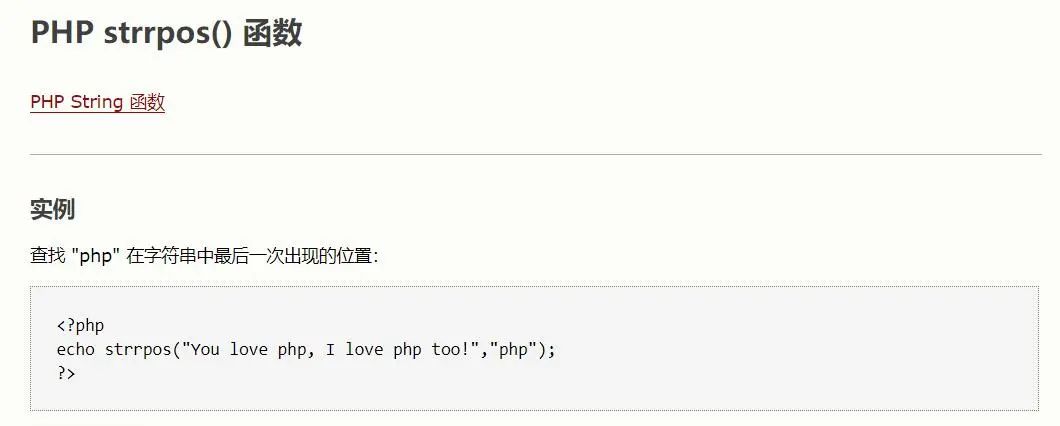 PHP strrpos() 函数
PHP String 函数
实例
查找 "php" 在字符串中最后一次出现的位置：
<?php
echo strrpos("You love php, I love php too!","php");
?>